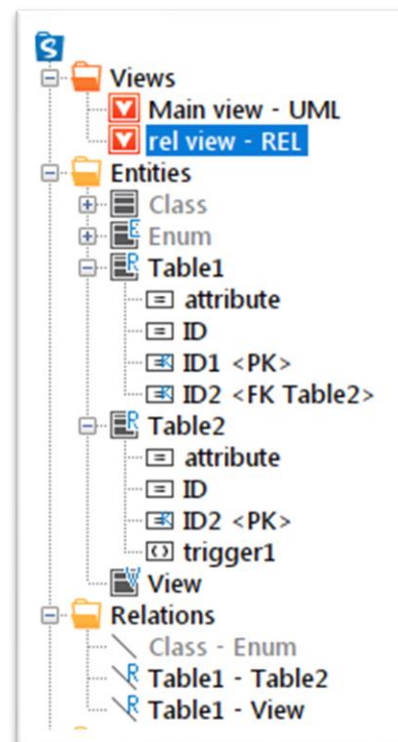 S
Views
Main view - UML
rel view - REL
Entities
Class
E Enum
R Table1
attribute
ID
ID1 <PK>
ID2 <FK Table2>
R Table2
attribute
ID
ID2 <PK>
trigger1
V View
Relations
Class - Enum
R Table1 - Table2
R Table1 - View